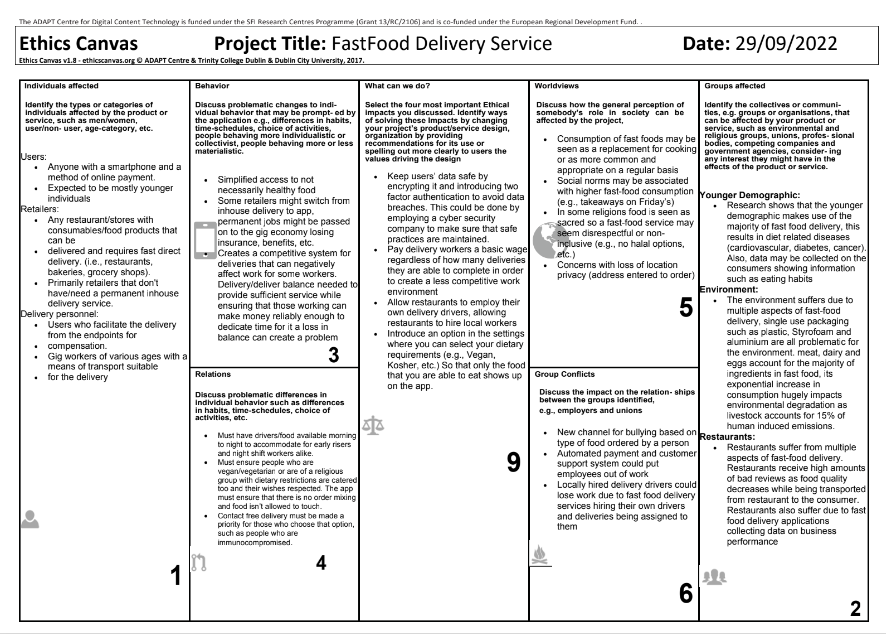 The ADAPT Centre for Digital Content Technology is funded under the SFI Research Centres Programme (Grant 13/RC/2106) and is co-funded under the European Regional Development Fund. .
Ethics Canvas Project Title: FastFood Delivery Service Date: 29/09/2022
Ethics Canvas v1.8 - ethicscanvas.org © ADAPT Centre & Trinity College Dublin & Dublin City University, 2017.
Individuals affected
Identify the types or categories of
individuals affected by the product or
service, such as men/women,
user/non- user, age-category, etc.
Users:
• Anyone with a smartphone and a
method of online payment.
• Expected to be mostly younger
individuals
Retailers:
• Any restaurant/stores with
consumables/food products that
can be
• delivered and requires fast direct
delivery. (i.e., restaurants,
bakeries, grocery shops).
• Primarily retailers that don't
have/need a permanent inhouse
delivery service.
Delivery personnel:
• Users who facilitate the delivery
from the endpoints for
• compensation.
• Gig workers of various ages with a
means of transport suitable
• for the delivery
1
Behavior
Discuss problematic changes to indi-
vidual behavior that may be prompt- ed by
the application e.g., differences in habits,
time-schedules, choice of activities,
people behaving more individualistic or
collectivist, people behaving more or less
materialistic.
• Simplified access to not
necessarily healthy food
• Some retailers might switch from
inhouse delivery to app,
permanent jobs might be passed
on to the gig economy losing
insurance, benefits, etc.
• Creates a competitive system for
deliveries that can negatively
affect work for some workers.
Delivery/deliver balance needed to
provide sufficient service while
ensuring that those working can
make money reliably enough to
dedicate time for it a loss in
balance can create a problem
3
Relations
Discuss problematic differences in
individual behavior such as differences
in habits, time-schedules, choice of
activities, etc.
• Must have drivers/food available morning
to night to accommodate for early risers
and night shift workers alike.
• Must ensure people who are
vegan/vegetarian or are of a religious
group with dietary restrictions are catered
too and their wishes respected. The app
must ensure that there is no order mixing
and food isn't allowed to touch.
• Contact free delivery must be made a
priority for those who choose that option,
such as people who are
immunocompromised.
4
What can we do?
Select the four most important Ethical
impacts you discussed. Identify ways
of solving these Impacts by changing
your project's product/service design,
organization by providing
recommendations for its use or
spelling out more clearly to users the
values driving the design
• Keep users' data safe by
encrypting it and introducing two
factor authentication to avoid data
breaches. This could be done by
employing a cyber security
company to make sure that safe
practices are maintained.
• Pay delivery workers a basic wage
regardless of how many deliveries
they are able to complete in order
to create a less competitive work
environment
• Allow restaurants to employ their
own delivery drivers, allowing
restaurants to hire local workers
• Introduce an option in the settings
where you can select your dietary
requirements (e.g., Vegan,
Kosher, etc.) So that only the food
that you are able to eat shows up
on the app.
9
Worldviews
Discuss how the general perception of
somebody's role in society can be
affected by the project,
• Consumption of fast foods may be
seen as a replacement for cooking
or as more common and
appropriate on a regular basis
• Social norms may be associated
with higher fast-food consumption
(e.g., takeaways on Friday's)
• In some religions food is seen as
sacred so a fast-food service may
seem disrespectful or non-
inclusive (e.g., no halal options,
etc.)
• Concerns with loss of location
privacy (address entered to order)
5
Group Conflicts
Discuss the impact on the relation- ships
between the groups identified,
e.g., employers and unions
• New channel for bullying based on
type of food ordered by a person
• Automated payment and customer
support system could put
employees out of work
• Locally hired delivery drivers could
lose work due to fast food delivery
services hiring their own drivers
and deliveries being assigned to
them
6
Groups affected
Identify the collectives or communi-
ties, e.g. groups or organisations, that
can be affected by your product or
service, such as environmental and
religious groups, unions, profes- sional
bodies, competing companies and
government agencies, consider- ing
any interest they might have in the
effects of the product or service.
Younger Demographic:
• Research shows that the younger
demographic makes use of the
majority of fast food delivery, this
results in diet related diseases
(cardiovascular, diabetes, cancer).
Also, data may be collected on the
consumers showing information
such as eating habits
Environment:
• The environment suffers due to
multiple aspects of fast-food
delivery, single use packaging
such as plastic, Styrofoam and
aluminium are all problematic for
the environment. meat, dairy and
eggs account for the majority of
ingredients in fast food, its
exponential increase in
consumption hugely impacts
environmental degradation as
livestock accounts for 15% of
human induced emissions.
Restaurants:
• Restaurants suffer from multiple
aspects of fast-food delivery.
Restaurants receive high amounts
of bad reviews as food quality
decreases while being transported
from restaurant to the consumer.
Restaurants also suffer due to fast
food delivery applications
collecting data on business
performance
2